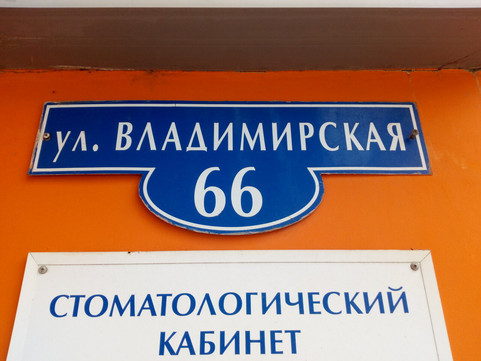 ул. ВЛАДИМИРСКАЯ
66
СТОМАТОЛОГИЧЕСКИЙ
КАБИНЕТ